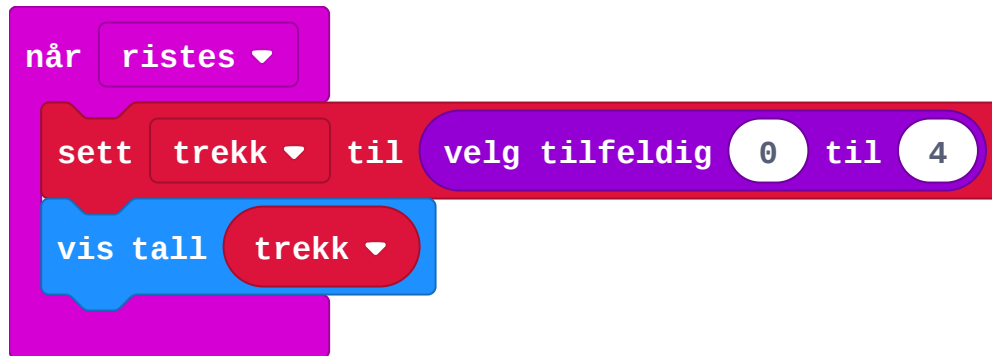 når ristes
sett trekk til velg tilfeldig 0 til 4
vis tall trekk